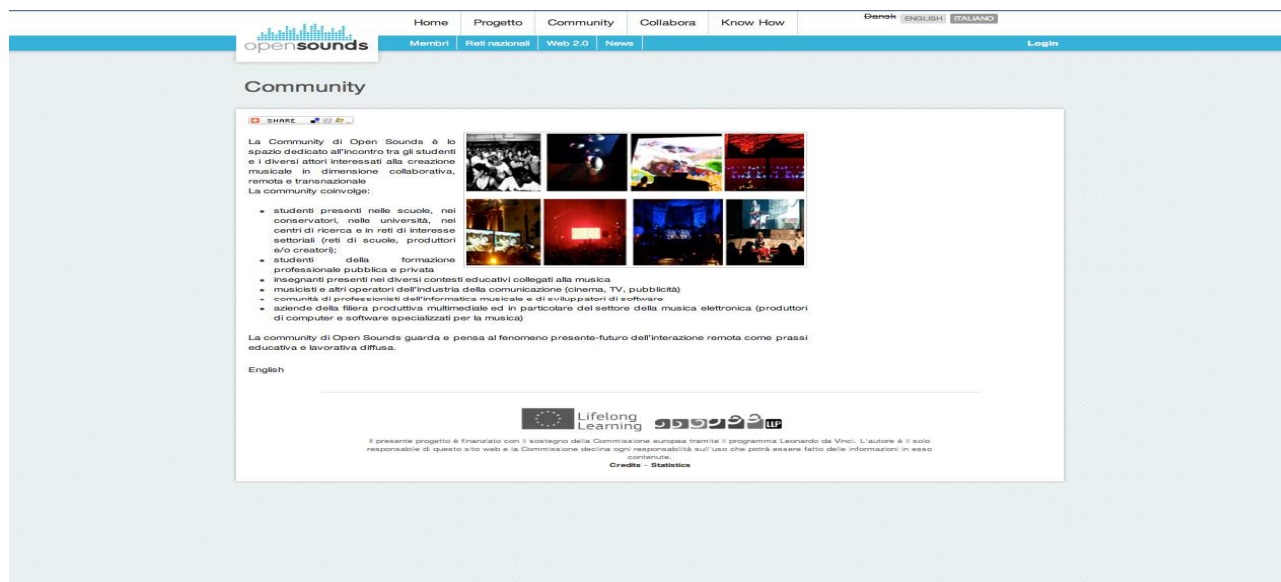 Home Progetto Community Collabora Know How Dansk ENGLISH ITALIANO
opensounds
Membri Reti nazionali Web 2.0 News Login
Community
SHARE
La Community di Open Sounds è lo
spazio dedicato all'incontro tra gli studenti
e i diversi attori interessati alla creazione
musicale in dimensione collaborativa,
remota e transnazionale
La community coinvolge:
studenti presenti nelle scuole, nei
conservatori, nelle università, nei
centri di ricerca e in reti di interesse
settoriali (reti di scuole, produttori
e/o creatori);
studenti della formazione
professionale pubblica e privata
insegnanti presenti nei diversi contesti educativi collegati alla musica
musicisti e altri operatori dell'industria della comunicazione (cinema, TV, pubblicità)
comunità di professionisti dell'informatica musicale e di sviluppatori di software
aziende della filiera produttiva multimediale ed in particolare del settore della musica elettronica (produttori
di computer e software specializzati per la musica)
La community di Open Sounds guarda e pensa al fenomeno presente-futuro dell'interazione remota come prassi
educativa e lavorativa diffusa.
English
Lifelong
Learning
LLP
Il presente progetto è finanziato con il sostegno della Commissione europea tramite il programma Leonardo da Vinci. L'autore è il solo
responsabile di questo sito web e la Commissione declina ogni responsabilità sull'uso che potrà essere fatto delle informazioni in esso
contenute.
Credits - Statistics